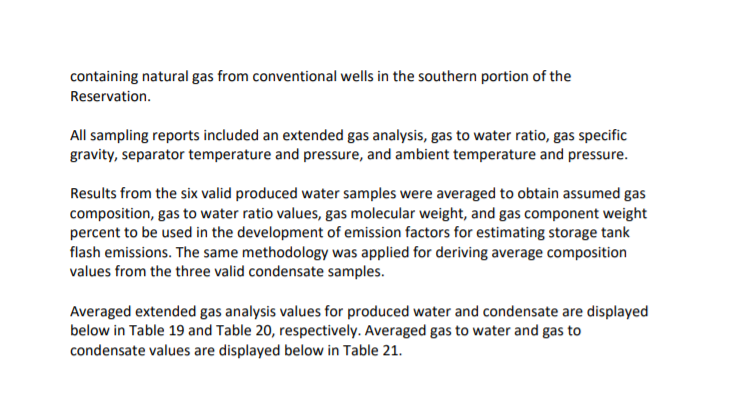 containing natural gas from conventional wells in the southern portion of the
Reservation.
All sampling reports included an extended gas analysis, gas to water ratio, gas specific
gravity, separator temperature and pressure, and ambient temperature and pressure.
Results from the six valid produced water samples were averaged to obtain assumed gas
composition, gas to water ratio values, gas molecular weight, and gas component weight
percent to be used in the development of emission factors for estimating storage tank
flash emissions. The same methodology was applied for deriving average composition
values from the three valid condensate samples.
Averaged extended gas analysis values for produced water and condensate are displayed
below in Table 19 and Table 20, respectively. Averaged gas to water and gas to
condensate values are displayed below in Table 21.